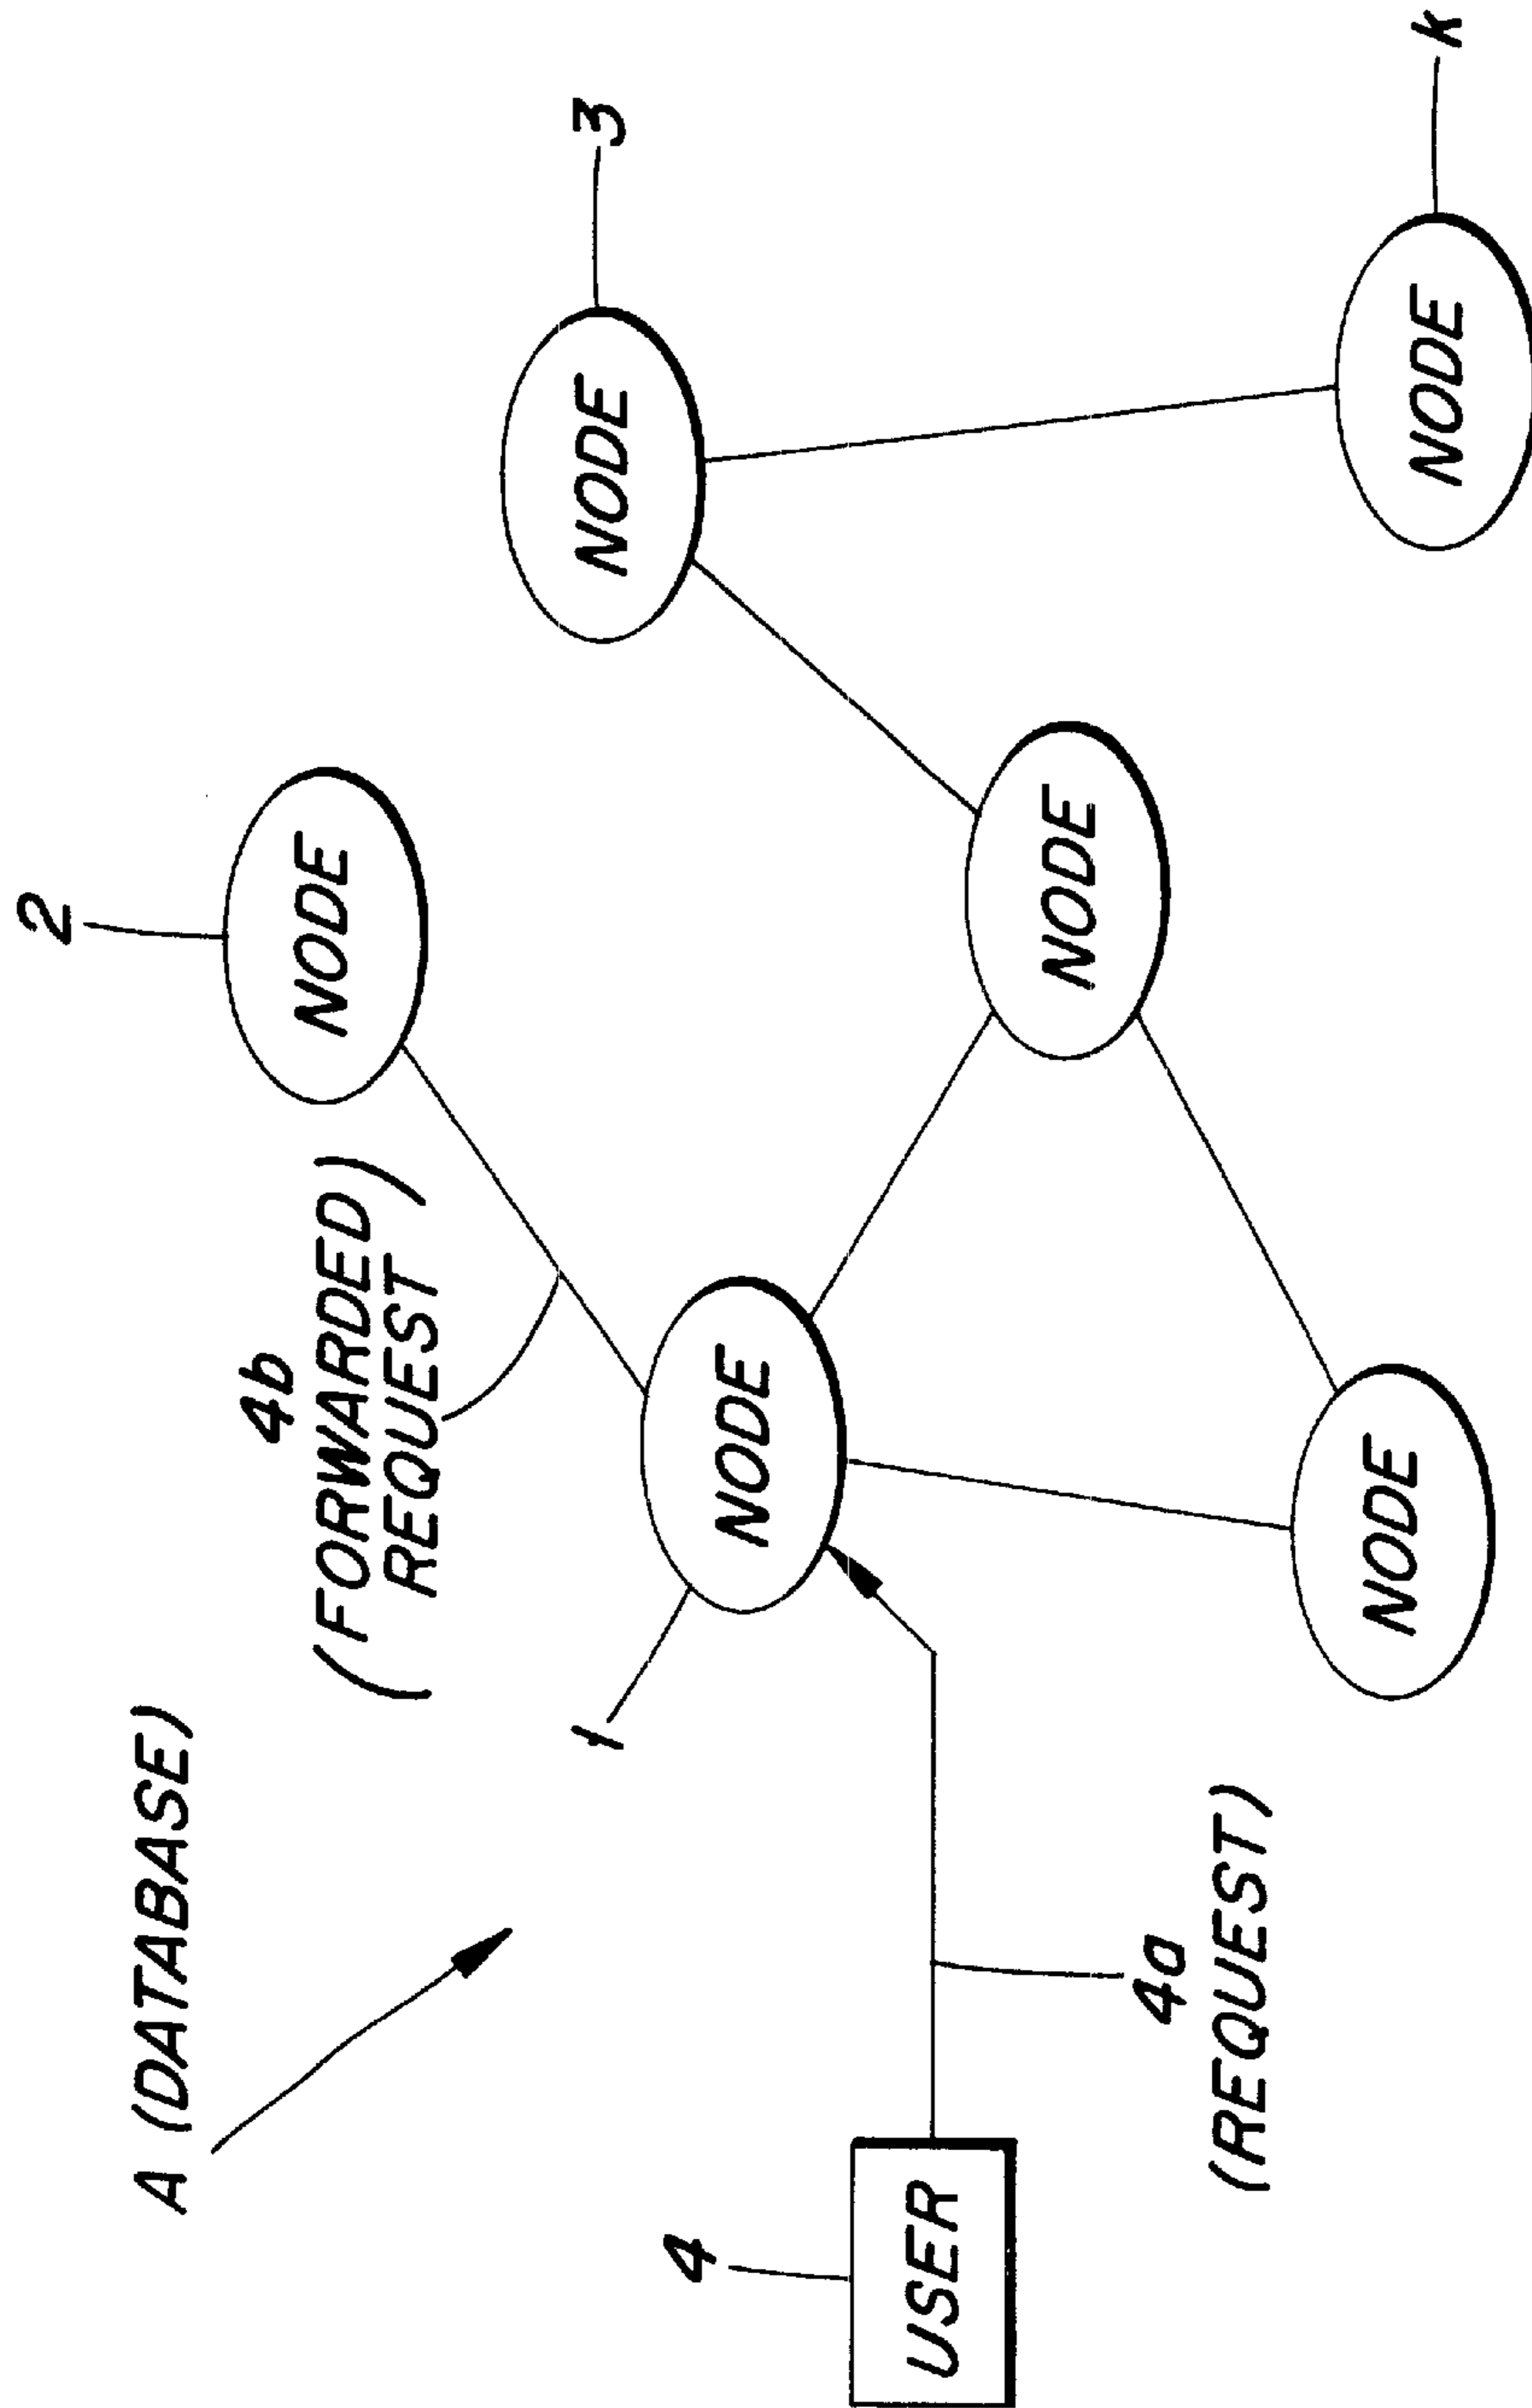 A (DATABASE)
4b
(FORWARDED
REQUEST)
2
NODE
3
NODE
1
NODE
4
USER
4a
(REQUEST)
NODE
NODE
NODE
K